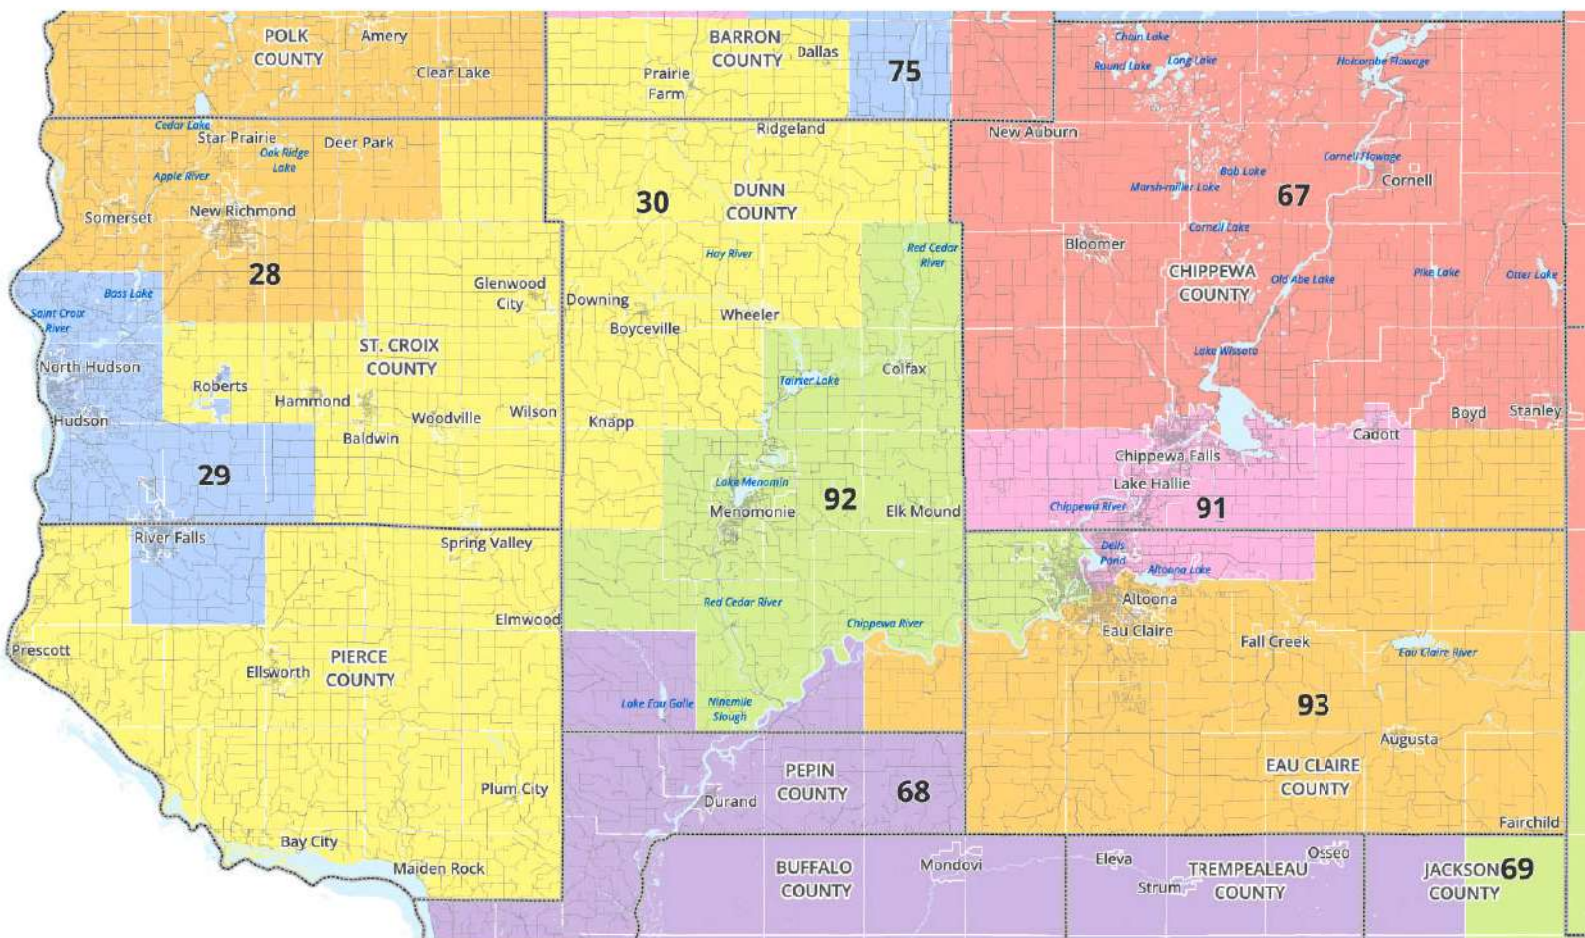 POLK
COUNTY
Amery
Clear Lake
BARRON
COUNTY
Dallas
Prairie
Farm
75
Chain Lake
Round Lake
Long Lake
Holcombe Flowage
Cedar Lake
Star Prairie
Deer Park
Oak Ridge
Lake
Apple River
Somerset
New Richmond
28
Ridgeland
30
DUNN
COUNTY
Hay River
Red Cedar
River
New Auburn
Cornell Flowage
Bob Lake
Marsh-miller Lake
67
Cornell
Cornell Lake
Bloomer
CHIPPEWA
COUNTY
Old Abe Lake
Pike Lake
Otter Lake
Bass Lake
Saint Croix
River
Glenwood
City
Downing
Boyceville
Wheeler
ST. CROIX
COUNTY
North Hudson
Roberts
Hammond
Hudson
Baldwin
Woodville
Wilson
Knapp
Tainter Lake
Colfax
Lake Wissota
Boyd
Stanley
Cadott
Chippewa Falls
Lake Hallie
Chippewa River
91
29
Lake Menomin
Menomonie
92
Elk Mound
River Falls
Spring Valley
Dells
Pond
Altoona Lake
Altoona
Eau Claire
Fall Creek
Eau Claire River
Elmwood
Red Cedar River
Chippewa River
Prescott
Ellsworth
PIERCE
COUNTY
Lake Eau Galle
Ninemile
Slough
93
Augusta
EAU CLAIRE
COUNTY
Plum City
PEPIN
COUNTY
68
Durand
Fairchild
Bay City
Maiden Rock
BUFFALO
COUNTY
Mondovi
Eleva
Strum
TREMPEALEAU
COUNTY
Osseo
JACKSON
COUNTY
69